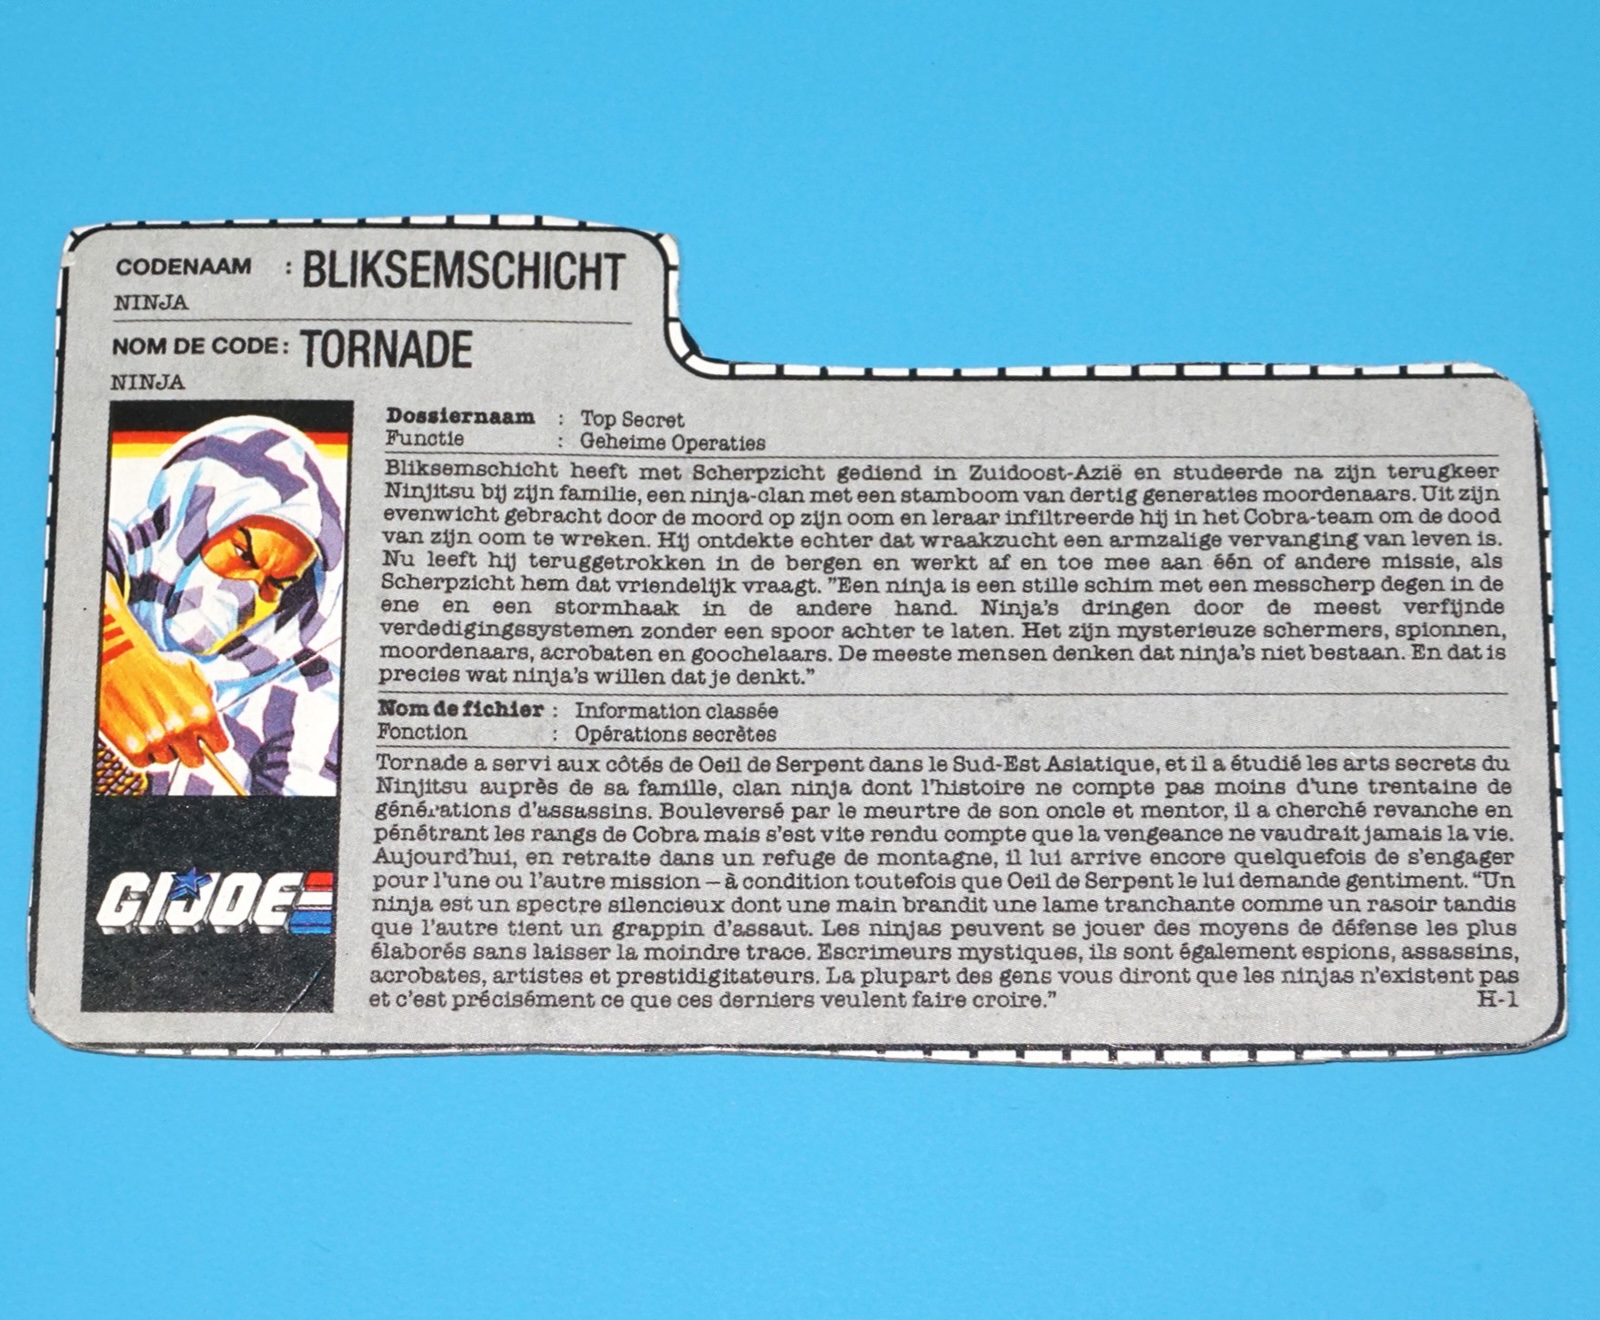 CODENAAM : BLIKSEMSCHICHT
NINJA
NOM DE CODE: TORNADE
NINJA
Dossiernaam : Top Secret
Functie : Geheime Operaties
Bliksemschicht heeft met Scherpzicht gediend in Zuidoost-Azië en studeerde na zijn terugkeer
Ninjitsu bij zijn familie, een ninja-clan met een stamboom van dertig generaties moordenaars. Uit zijn
evenwicht gebracht door de moord op zijn oom en leraar infiltreerde hij in het Cobra-team om de dood
van zijn oom te wreken. Hij ontdekte echter dat wraakzucht een armzalige vervanging van leven is.
Nu leeft hij teruggetrokken in de bergen en werkt af en toe mee aan één of andere missie, als
Scherpzicht hem dat vriendelijk vraagt. "Een ninja is een stille schim met een messcherp degen in de
ene en een stormhaak in de andere hand. Ninja's dringen door de meest verfijnde
verdedigingssystemen zonder een spoor achter te laten. Het zijn mysterieuze schermers, spionnen,
moordenaars, acrobaten en goochelaars. De meeste mensen denken dat ninja's niet bestaan. En dat is
precies wat ninja's willen dat je denkt."
Nom de fichier : Information classée
Fonction : Opérations secrètes
Tornade a servi aux côtés de Oeil de Serpent dans le Sud-Est Asiatique, et il a étudié les arts secrets du
Ninjitsu auprès de sa famille, clan ninja dont l'histoire ne compte pas moins d'une trentaine de
générations d'assassins. Bouleversé par le meurtre de son oncle et mentor, il a cherché revanche en
pénétrant les rangs de Cobra mais s'est vite rendu compte que la vengeance ne vaudrait jamais la vie.
Aujourd'hui, en retraite dans un refuge de montagne, il lui arrive encore quelquefois de s'engager
pour l'une ou l'autre mission – à condition toutefois que Oeil de Serpent le lui demande gentiment. "Un
ninja est un spectre silencieux dont une main brandit une lame tranchante comme un rasoir tandis
que l'autre tient un grappin d'assaut. Les ninjas peuvent se jouer des moyens de défense les plus
élaborés sans laisser la moindre trace. Escrimeurs mystiques, ils sont également espions, assassins,
acrobates, artistes et prestidigitateurs. La plupart des gens vous diront que les ninjas n'existent pas
et c'est précisément ce que ces derniers veulent faire croire."
H-1
GI JOE